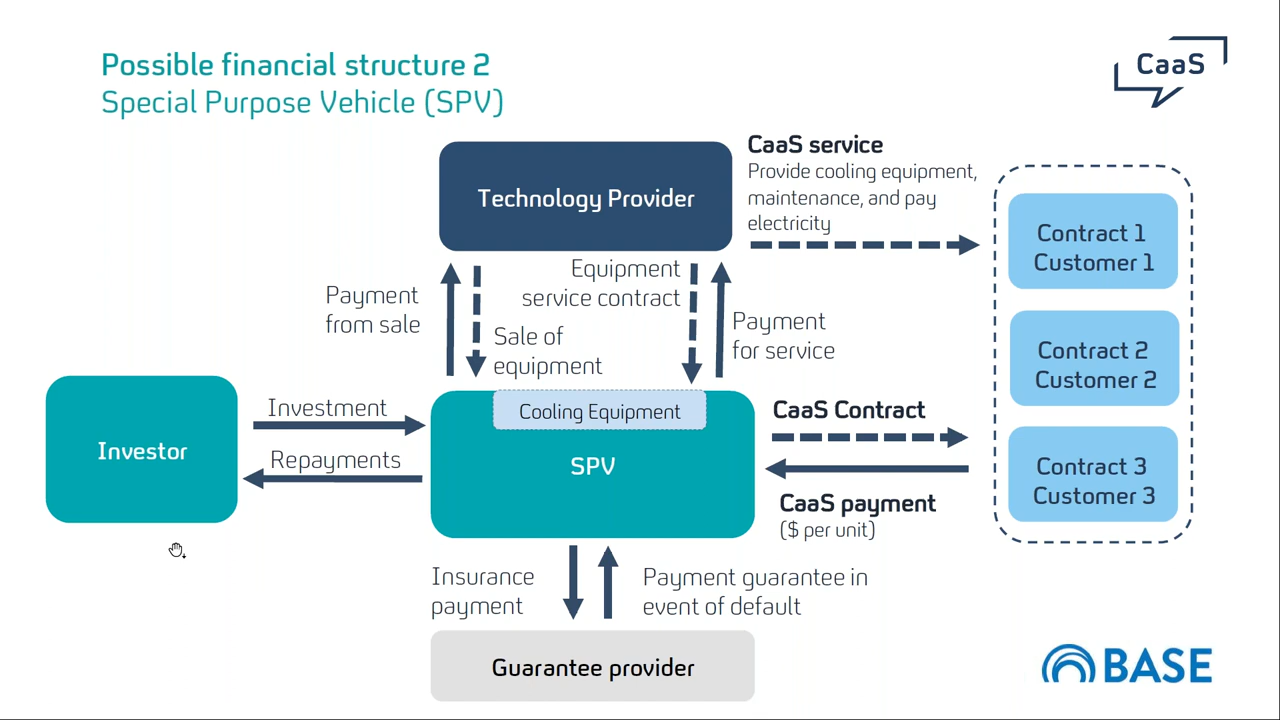 Possible financial structure 2
Special Purpose Vehicle (SPV)
CaaS
Technology Provider
CaaS service
Provide cooling equipment,
maintenance, and pay
electricity
Contract 1
Customer 1
Contract 2
Customer 2
Contract 3
Customer 3
Payment
from sale
Sale of
equipment
Equipment
service contract
Payment
for service
Investor
Investment
Repayments
Cooling Equipment
SPV
CaaS Contract
CaaS payment
($ per unit)
Insurance
payment
Payment guarantee in
event of default
Guarantee provider
BASE